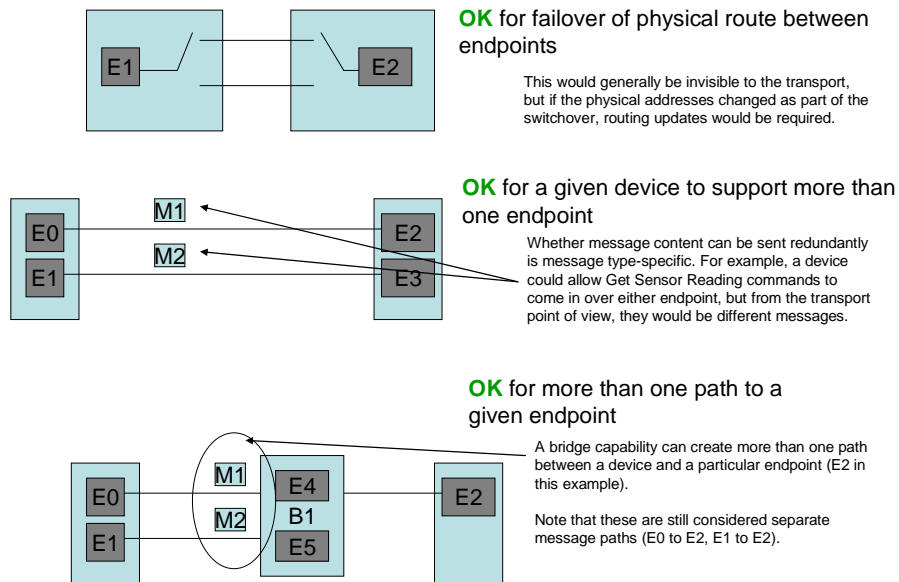 OK for failover of physical route between
endpoints
E1
E2
This would generally be invisible to the transport,
but if the physical addresses changed as part of the
switchover, routing updates would be required.
OK for a given device to support more than
one endpoint
M1
E0
E2
M2
E1
E3
Whether message content can be sent redundantly
is message type-specific. For example, a device
could allow Get Sensor Reading commands to
come in over either endpoint, but from the transport
point of view, they would be different messages.
OK for more than one path to a
given endpoint
A bridge capability can create more than one path
between a device and a particular endpoint (E2 in
this example).
Note that these are still considered separate
message paths (E0 to E2, E1 to E2).
M1
E0
E4
E2
M2
B1
E1
E5